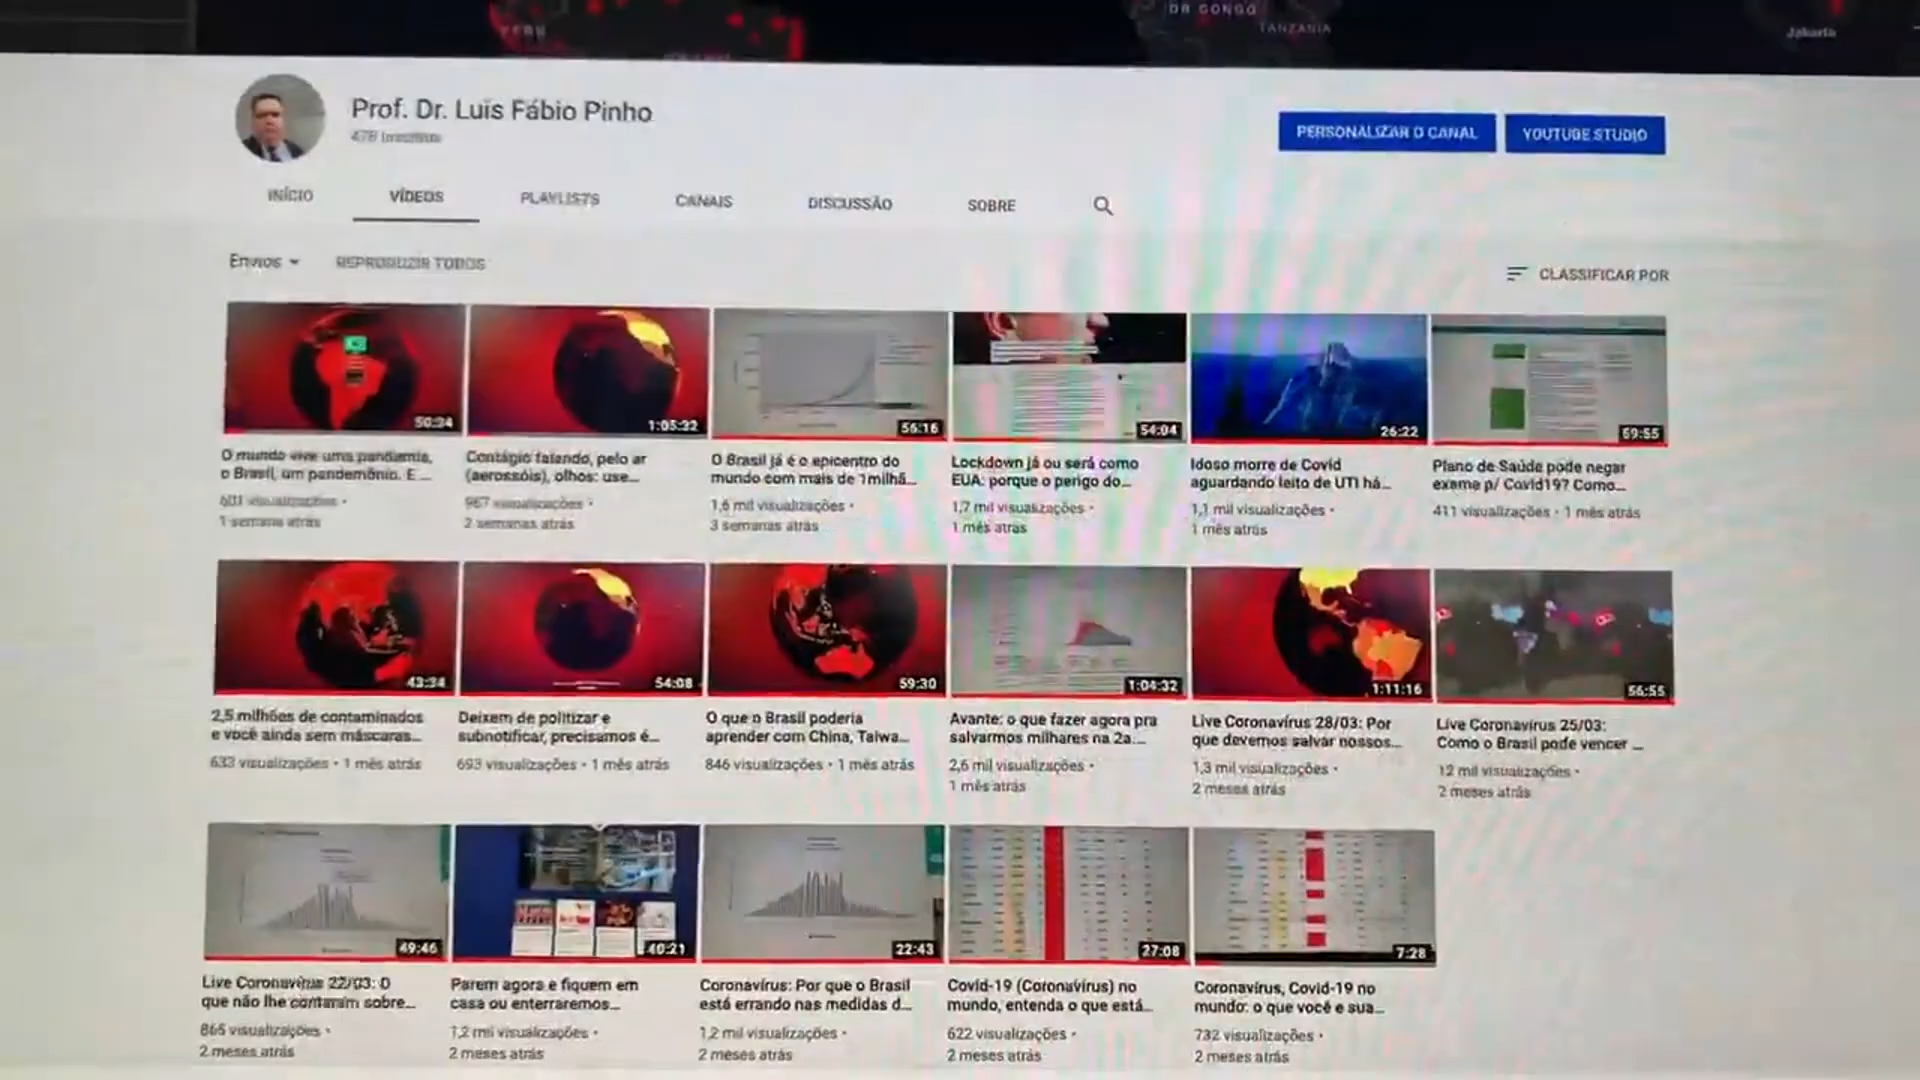 PERU
DR CONGO
TANZANIA
Jakarta
Prof. Dr. Luís Fábio Pinho
478 inscritos
PERSONALIZAR O CANAL
YOUTUBE STUDIO
INÍCIO
VÍDEOS
PLAYLISTS
CANAIS
DISCUSSÃO
SOBRE
Envios
REPRODUZIR TODOS
CLASSIFICAR POR
50:34
1:05:32
56:16
54:04
26:22
59:55
O mundo vive uma pandemia,
o Brasil, um pandemônio. E ...
601 visualizações •
1 semana atrás
Contágio falando, pelo ar
(aerossóis), olhos: use...
967 visualizações •
2 semanas atrás
O Brasil já é o epicentro do
mundo com mais de 1milhã...
1,6 mil visualizações •
3 semanas atrás
Lockdown já ou será como
EUA: porque o perigo do...
1,7 mil visualizações •
1 mês atrás
Idoso morre de Covid
aguardando leito de UTI há...
1,1 mil visualizações •
1 mês atrás
Plano de Saúde pode negar
exame p/ Covid19? Como...
411 visualizações • 1 mês atrás
43:34
54:08
59:30
1:04:32
1:11:16
56:55
2,5 milhões de contaminados
e você ainda sem máscaras...
633 visualizações • 1 mês atrás
Deixem de politizar e
subnotificar, precisamos é...
693 visualizações • 1 mês atrás
O que o Brasil poderia
aprender com China, Taiwa...
846 visualizações • 1 mês atrás
Avante: o que fazer agora pra
salvarmos milhares na 2a....
2,6 mil visualizações •
1 mês atrás
Live Coronavírus 28/03: Por
que devemos salvar nossos...
1,3 mil visualizações •
2 meses atrás
Live Coronavírus 25/03:
Como o Brasil pode vencer ...
12 mil visualizações •
2 meses atrás
49:46
40:21
22:43
27:08
7:28
Live Coronavírus 22/03: O
que não lhe contaram sobre...
865 visualizações •
2 meses atrás
Parem agora e fiquem em
casa ou enterraremos...
1,2 mil visualizações •
2 meses atrás
Coronavírus: Por que o Brasil
está errando nas medidas d...
1,2 mil visualizações •
2 meses atrás
Covid-19 (Coronavírus) no
mundo, entenda o que está...
622 visualizações •
2 meses atrás
Coronavírus, Covid-19 no
mundo: o que você e sua...
732 visualizações •
2 meses atrás